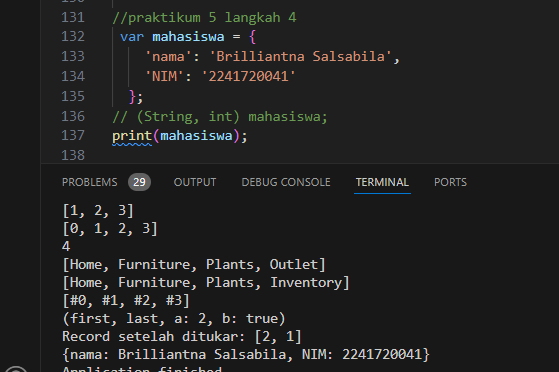 131 //praktikum 5 langkah 4
132 var mahasiswa = {
133 'nama': 'Brilliantna Salsabila',
134 'NIM': '2241720041'
135 };
136 // (String, int) mahasiswa;
137 print(mahasiswa);
138
PROBLEMS 29 OUTPUT DEBUG CONSOLE TERMINAL PORTS
[1, 2, 3]
[0, 1, 2, 3]
4
[Home, Furniture, Plants, Outlet]
[Home, Furniture, Plants, Inventory]
[#0, #1, #2, #3]
(first, last, a: 2, b: true)
Record setelah ditukar: [2, 1]
{nama: Brilliantna Salsabila, NIM: 2241720041}
Application finished